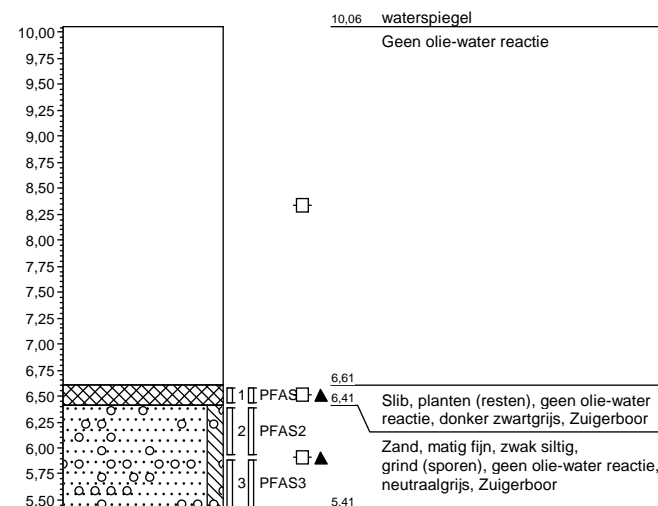 10,06 waterspiegel
Geen olie-water reactie
10,00
9,75
9,50
9,25
9,00
8,75
8,50
8,25
8,00
7,75
7,50
7,25
7,00
6,75
6,50
6,25
6,00
5,75
5,50
6,61
1 PFAS
6,41
Slib, planten (resten), geen olie-water
reactie, donker zwartgrijs, Zuigerboor
2 PFAS2
Zand, matig fijn, zwak siltig,
grind (sporen), geen olie-water reactie,
neutraalgrijs, Zuigerboor
3 PFAS3
5,41